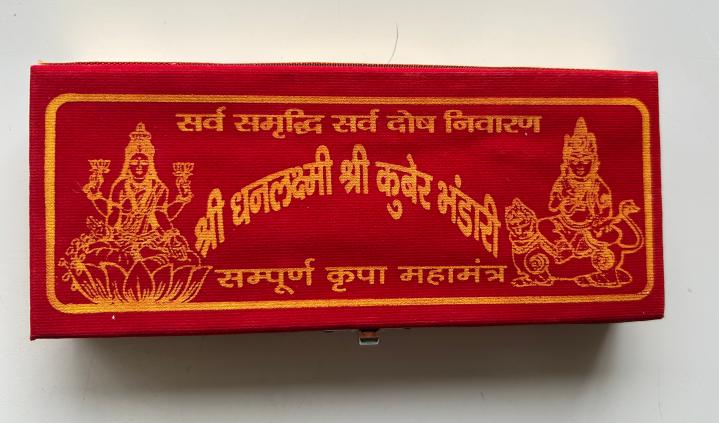 सर्व समृद्धि सर्व दोष निवारण
श्री धनलक्ष्मी श्री कुबेर भंडारी
सम्पूर्ण कृपा महामंत्र